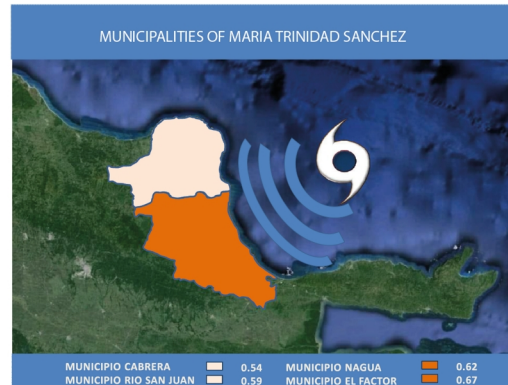 MUNICIPALITIES OF MARIA TRINIDAD SANCHEZ
MUNICIPIO CABRERA 0.54 MUNICIPIO NAGUA 0.62
MUNICIPIO RIO SAN JUAN 0.59 MUNICIPIO EL FACTOR 0.67